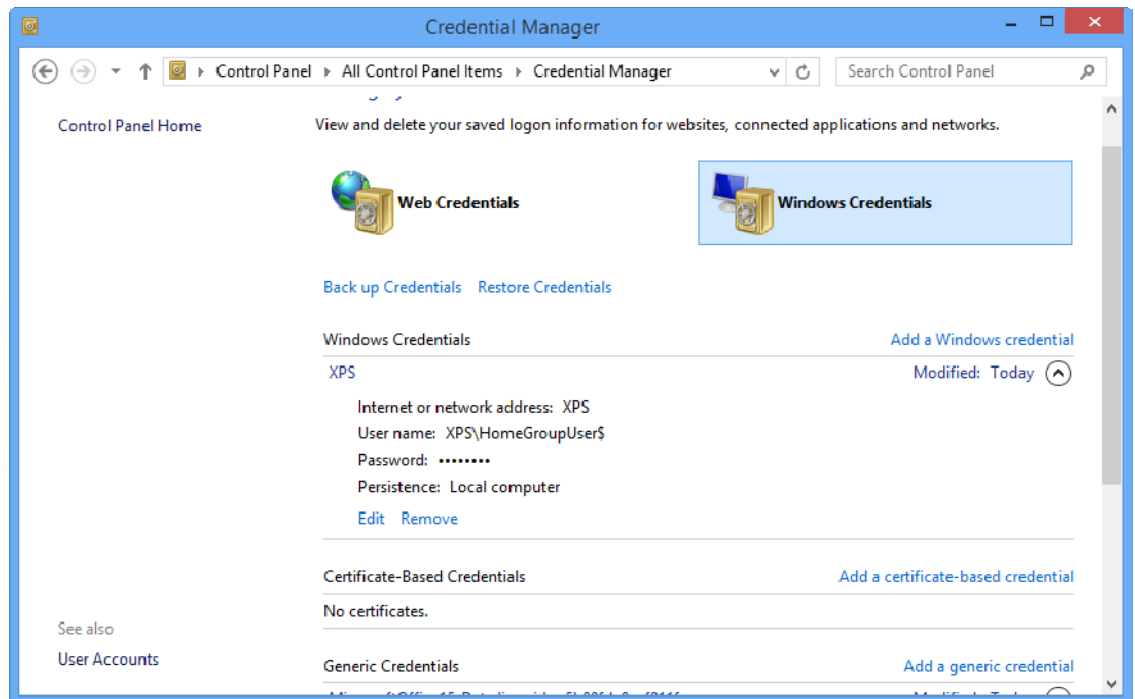 Credential Manager
Control Panel All Control Panel Items Credential Manager
Search Control Panel
Control Panel Home
View and delete your saved logon information for websites, connected applications and networks.
Web Credentials
Windows Credentials
Back up Credentials Restore Credentials
Windows Credentials Add a Windows credential
XPS Modified: Today
Internet or network address: XPS
User name: XPS\HomeGroupUser$
Password: ••••••••
Persistence: Local computer
Edit Remove
Certificate-Based Credentials Add a certificate-based credential
No certificates.
See also
User Accounts
Generic Credentials Add a generic credential